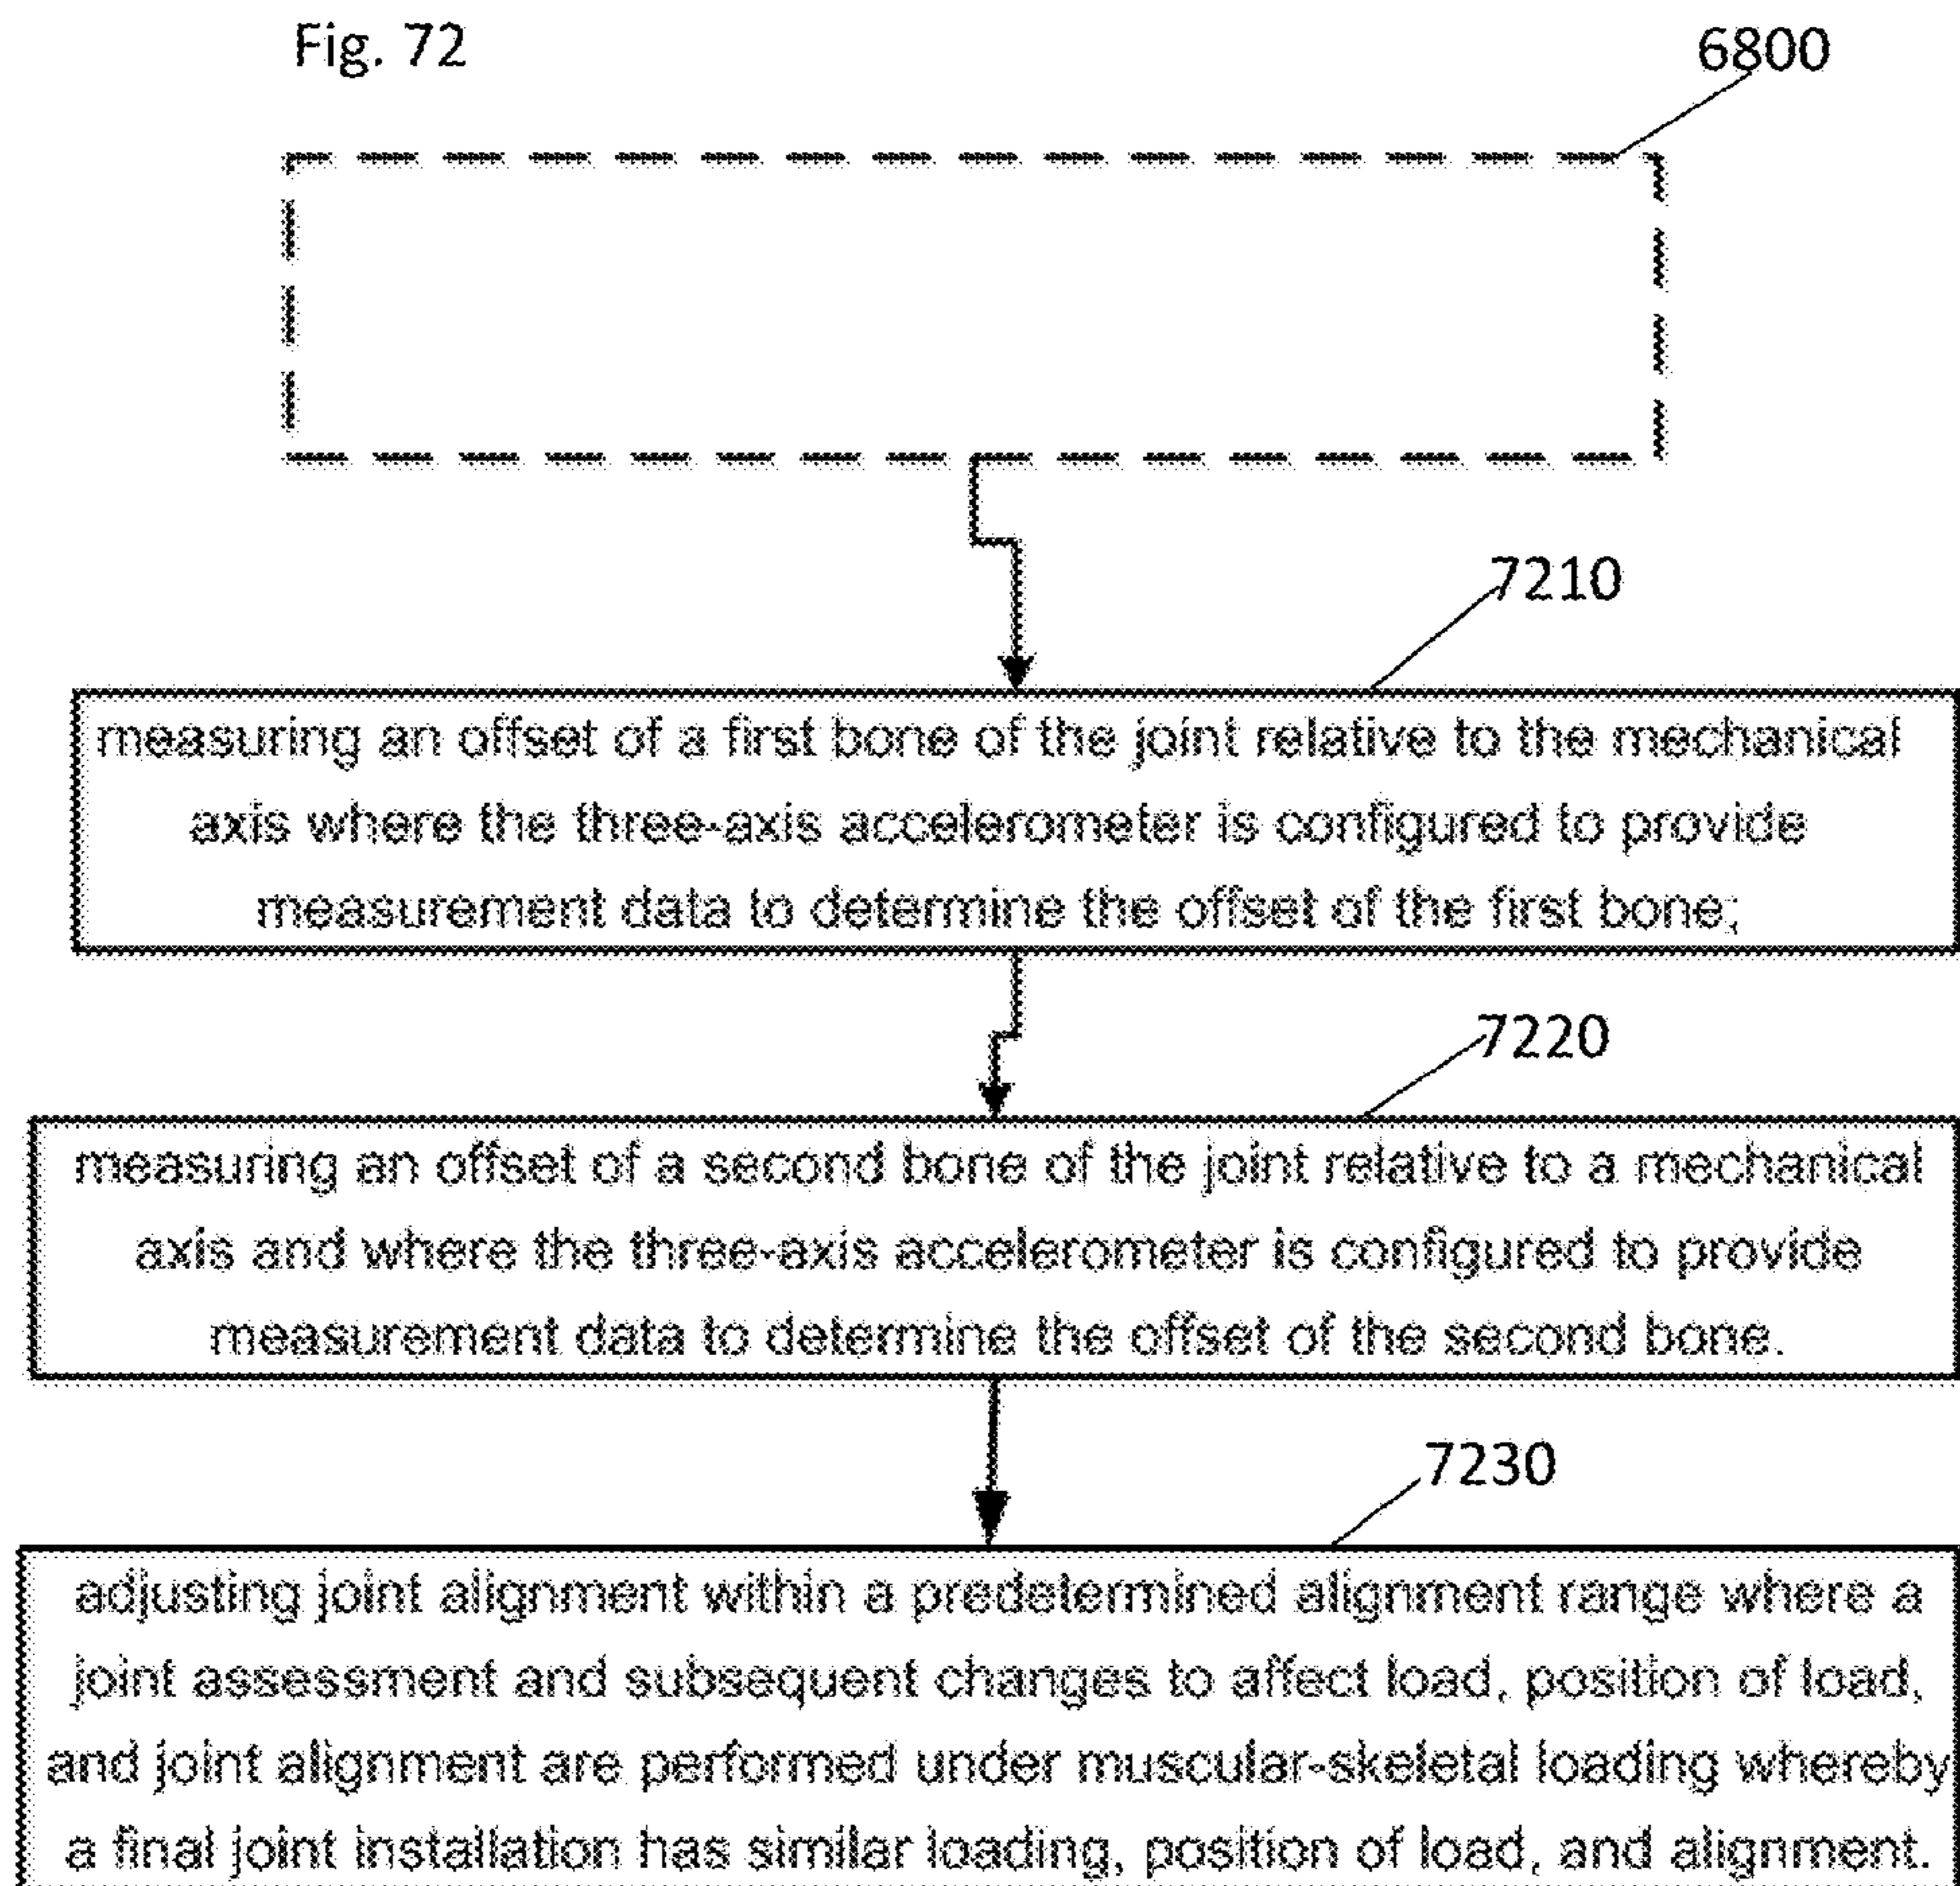 Fig. 72
6800
7210
measuring an offset of a first bone of the joint relative to the mechanical
axis where the three-axis accelerometer is configured to provide
measurement data to determine the offset of the first bone;
7220
measuring an offset of a second bone of the joint relative to a mechanical
axis and where the three-axis accelerometer is configured to provide
measurement data to determine the offset of the second bone.
7230
adjusting joint alignment within a predetermined alignment range where a
joint assessment and subsequent changes to affect load, position of load,
and joint alignment are performed under muscular-skeletal loading whereby
a final joint installation has similar loading, position of load, and alignment.